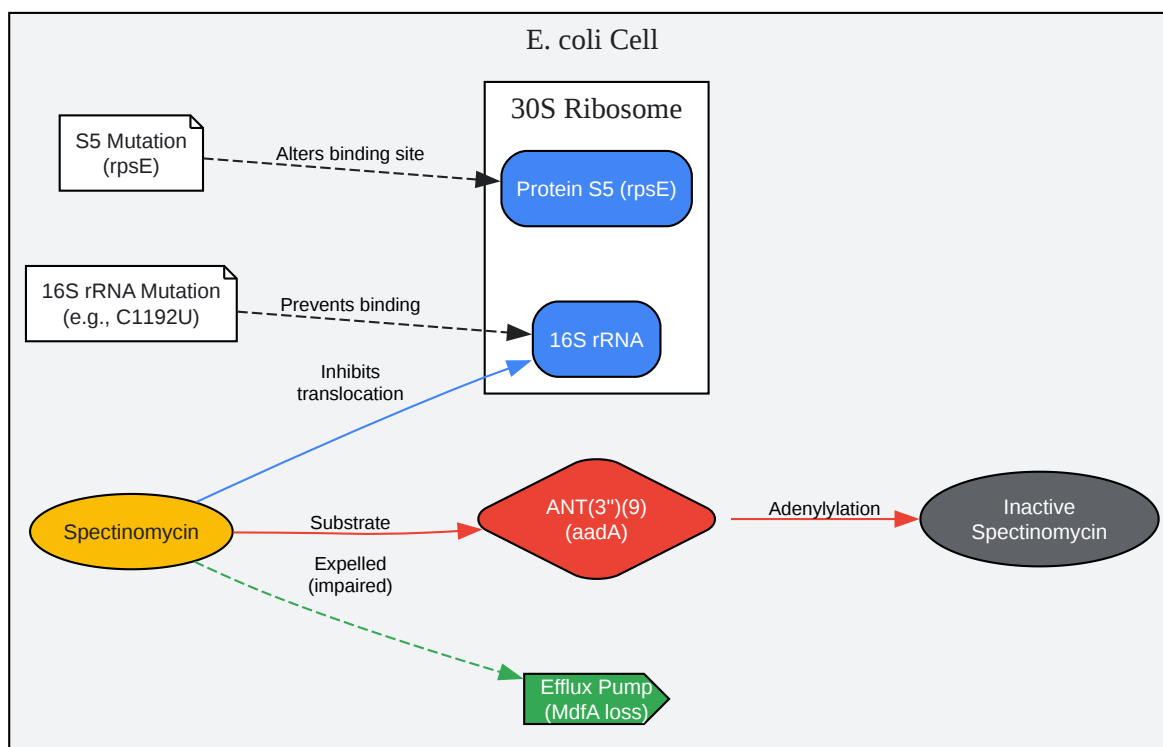 E. coli Cell
30S Ribosome
S5 Mutation
(rpsE)
Alters binding site
Protein S5 (rpsE)
16S rRNA Mutation
(e.g., C1192U)
Prevents binding
16S rRNA
Inhibits
translocation
Spectinomycin
Substrate
ANT(3")(9)
(aadA)
Adenylylation
Inactive
Spectinomycin
Expelled
(impaired)
Efflux Pump
(MdfA loss)